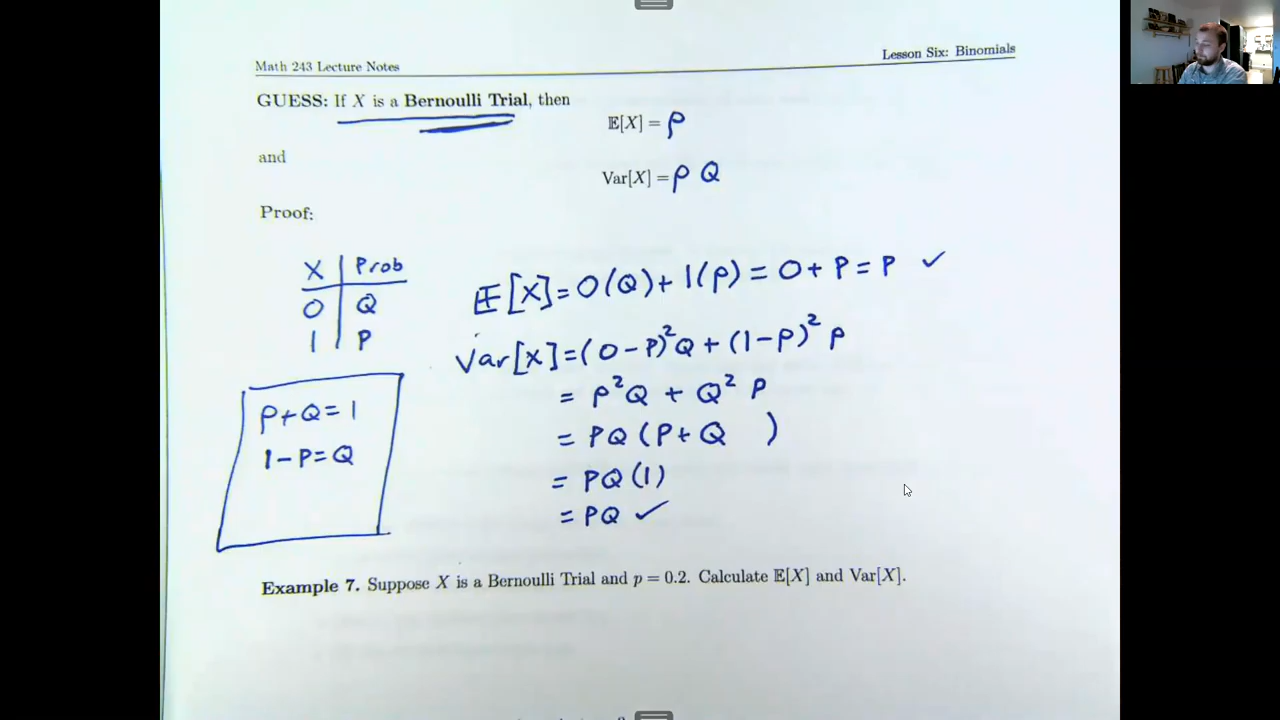 Math 243 Lecture Notes
Lesson Six: Binomials
GUESS: If X is a Bernoulli Trial, then
E[X] = p
and
Var[X] = p Q
Proof:
X | Prob
0 | Q
1 | P
E[X] = 0(Q) + 1(p) = 0 + P = P ✓
Var[X] = (0 - P)²Q + (1 - p)² p
= p²Q + Q² P
= PQ (P + Q )
= PQ (1)
= PQ ✓
p + Q = 1
1 - P = Q
Example 7. Suppose X is a Bernoulli Trial and p = 0.2. Calculate E[X] and Var[X].